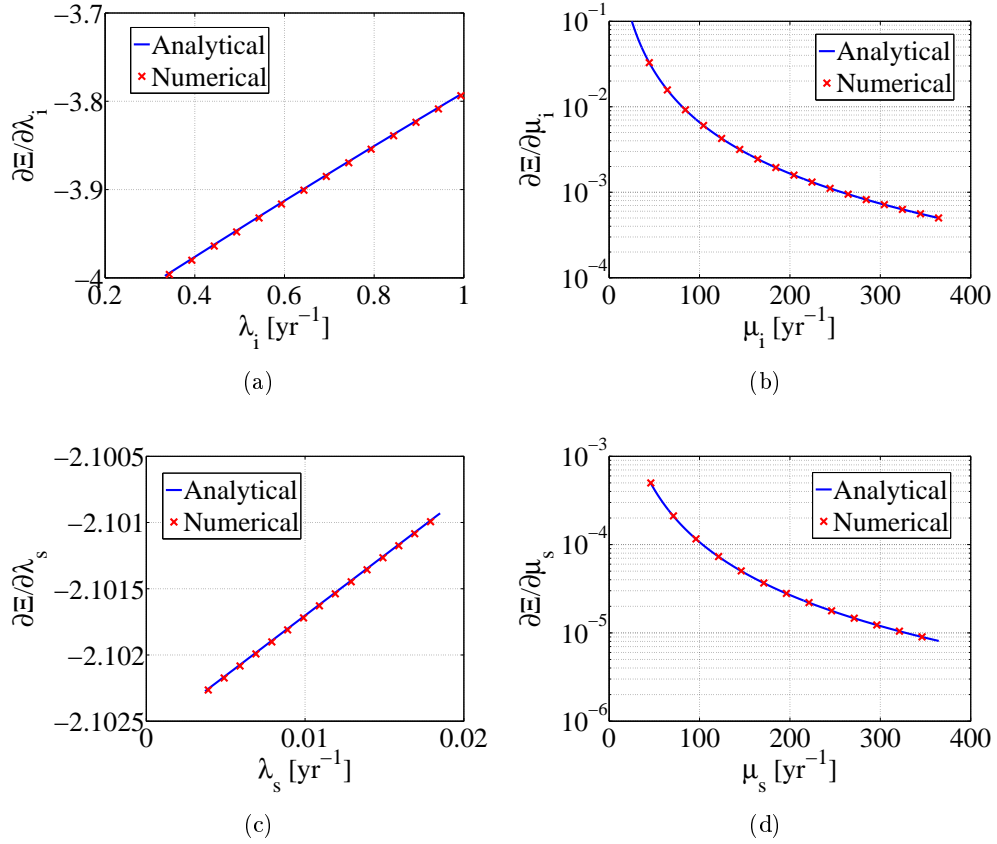 −3.7
−3.8
−3.9
−4
0.2 0.4 0.6 0.8 1
∂Ξ/∂λi
λi [yr−1]
Analytical
Numerical
(a)
10−1
10−2
10−3
10−4
0 100 200 300 400
∂Ξ/∂μi
μi [yr−1]
Analytical
Numerical
(b)
−2.1005
−2.101
−2.1015
−2.102
−2.1025
0 0.01 0.02
∂Ξ/∂λs
λs [yr−1]
Analytical
Numerical
(c)
10−3
10−4
10−5
10−6
0 100 200 300 400
∂Ξ/∂μs
μs [yr−1]
Analytical
Numerical
(d)